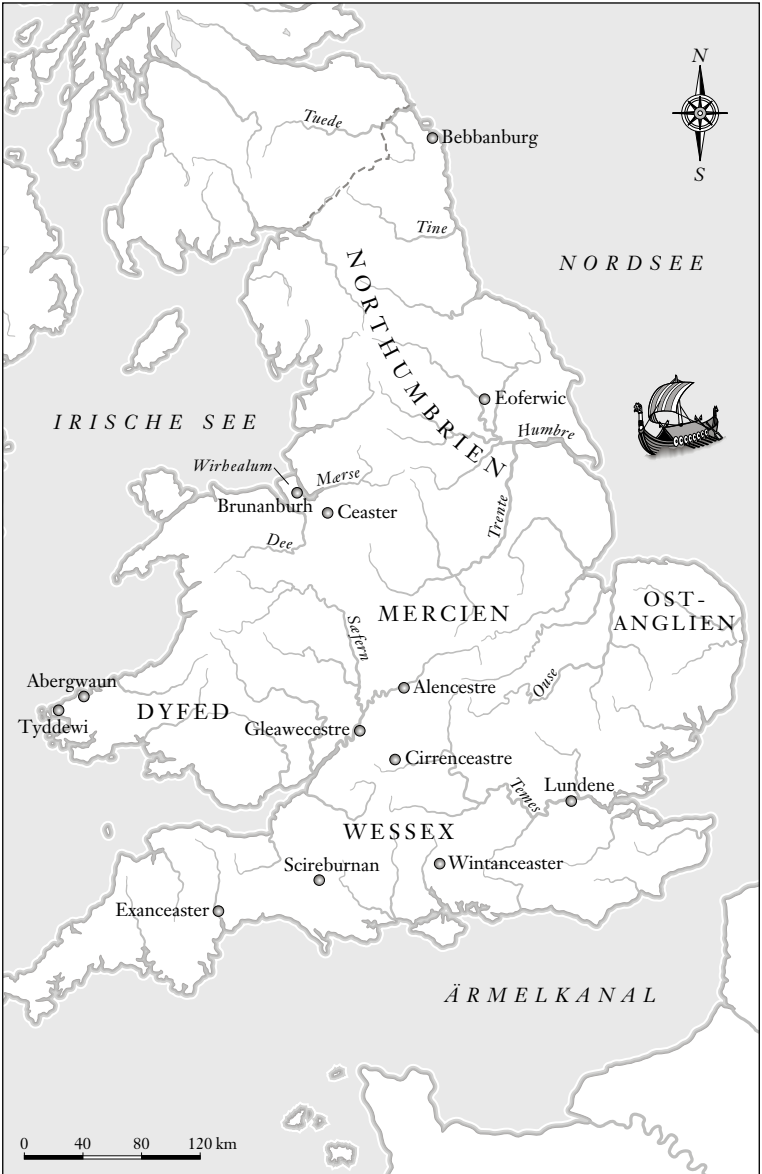 N
S
Tuede
Bebbanburg
Tine
NORDSEE
NORTHUMBRIEN
Eoferwic
IRISCHE SEE
Humbre
Wirhealum
Mærse
Brunanburh
Ceaster
Trente
Dee
OST-
ANGLIEN
MERCIEN
Sæfern
Abergwaun
Alencestre
Ouse
Tyddewi
DYFED
Gleawecestre
Cirrenceastre
Temes
Lundene
WESSEX
Scireburnan
Wintanceaster
Exanceaster
ÄRMELKANAL
0 40 80 120 km